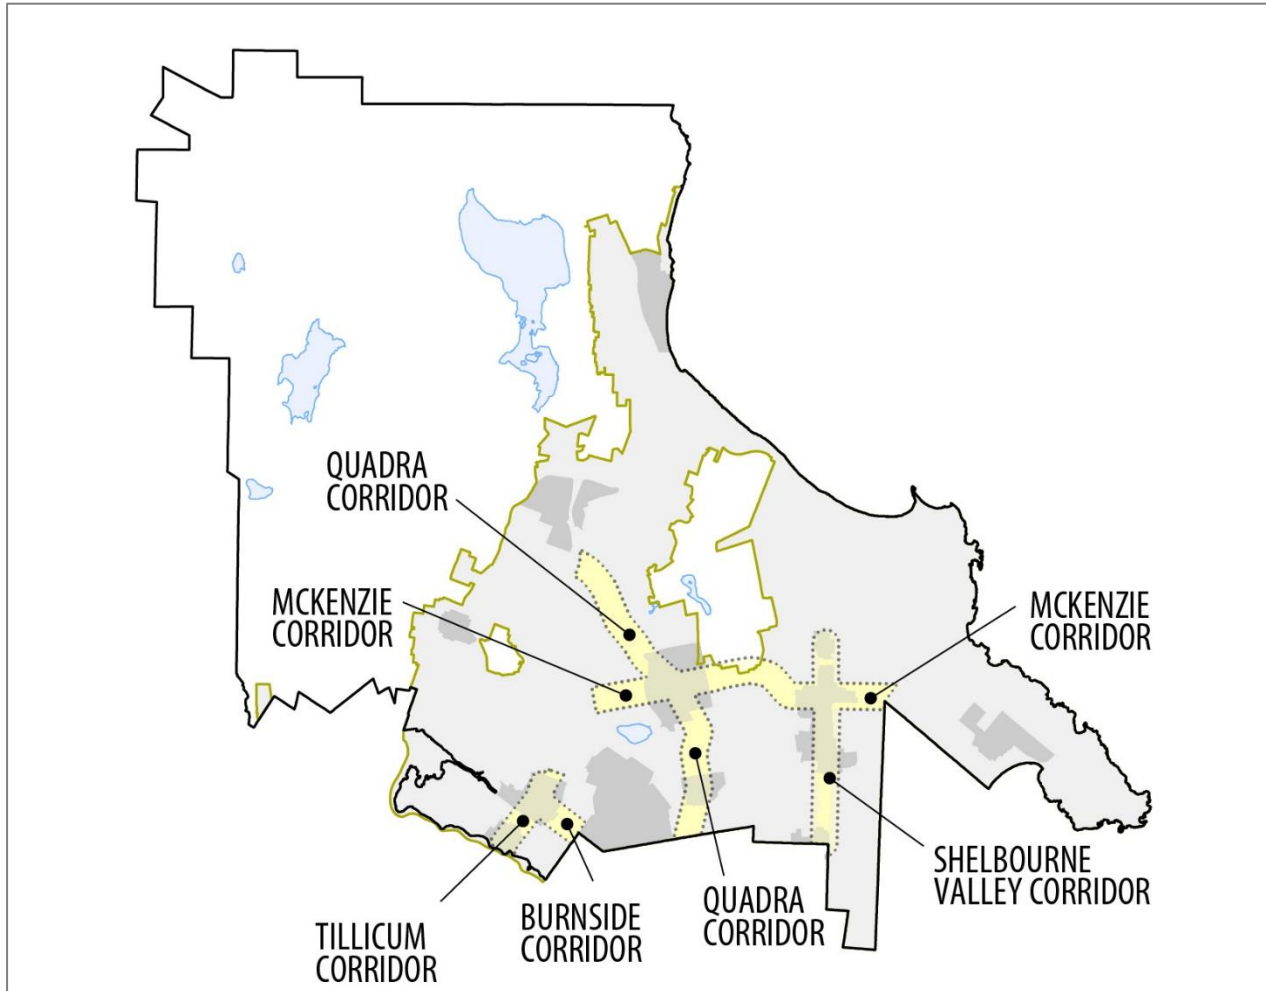 QUADRA
CORRIDOR
MCKENZIE
CORRIDOR
MCKENZIE
CORRIDOR
SHELBOURNE
VALLEY CORRIDOR
QUADRA
CORRIDOR
BURNSIDE
CORRIDOR
TILLICUM
CORRIDOR